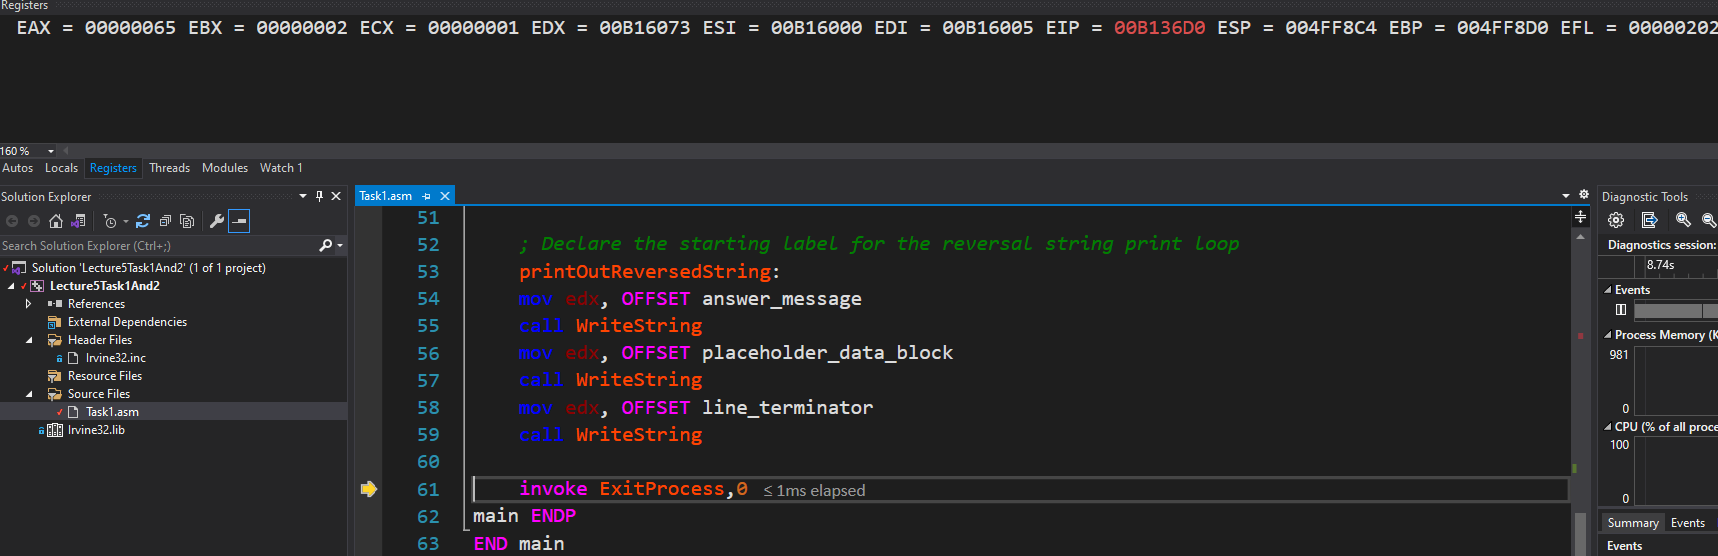 Registers
EAX = 00000065 EBX = 00000002 ECX = 00000001 EDX = 00B16073 ESI = 00B16000 EDI = 00B16005 EIP = 00B136D0 ESP = 004FF8C4 EBP = 004FF8D0 EFL = 00000202
160 %
Autos Locals Registers Threads Modules Watch 1
Solution Explorer
Search Solution Explorer (Ctrl+;)
Solution 'Lecture5Task1And2' (1 of 1 project)
Lecture5Task1And2
References
External Dependencies
Header Files
Irvine32.inc
Resource Files
Source Files
Task1.asm
Irvine32.lib
Task1.asm
51
52 ; Declare the starting label for the reversal string print loop
53 printOutReversedString:
54 mov edx, OFFSET answer_message
55 call WriteString
56 mov edx, OFFSET placeholder_data_block
57 call WriteString
58 mov edx, OFFSET line_terminator
59 call WriteString
60
61 invoke ExitProcess,0 ≤ 1ms elapsed
62 main ENDP
63 END main
Diagnostic Tools
Diagnostics session:
8.74s
Events
Process Memory (K
981
0
CPU (% of all proce
100
0
Summary Events
Events